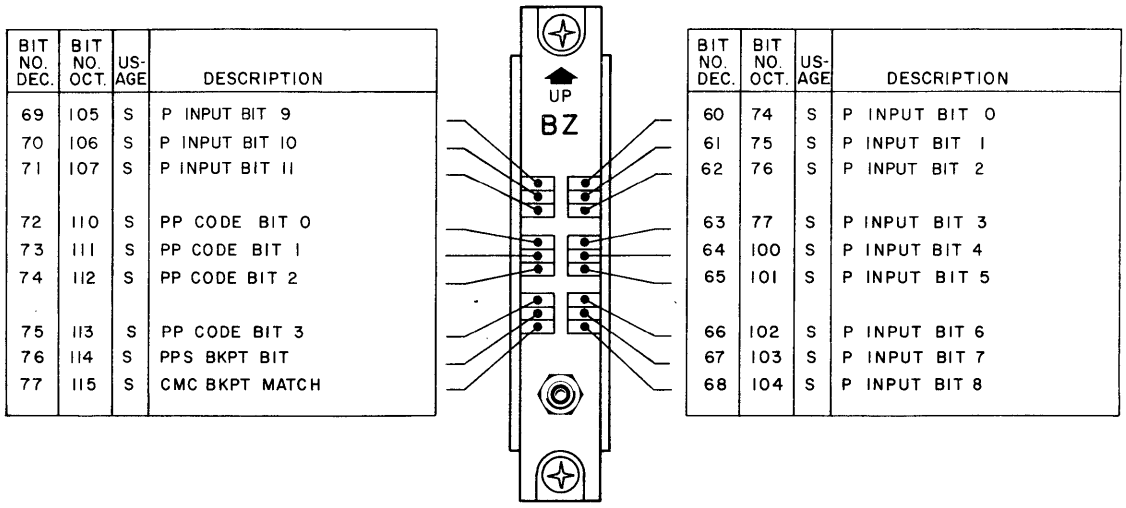 BIT NO. DEC. BIT NO. OCT. US-AGE DESCRIPTION
69 105 S P INPUT BIT 9
70 106 S P INPUT BIT 10
71 107 S P INPUT BIT 11
72 110 S PP CODE BIT 0
73 111 S PP CODE BIT 1
74 112 S PP CODE BIT 2
75 113 S PP CODE BIT 3
76 114 S PPS BKPT BIT
77 115 S CMC BKPT MATCH
UP
BZ
BIT NO. DEC. BIT NO. OCT. US-AGE DESCRIPTION
60 74 S P INPUT BIT 0
61 75 S P INPUT BIT 1
62 76 S P INPUT BIT 2
63 77 S P INPUT BIT 3
64 100 S P INPUT BIT 4
65 101 S P INPUT BIT 5
66 102 S P INPUT BIT 6
67 103 S P INPUT BIT 7
68 104 S P INPUT BIT 8